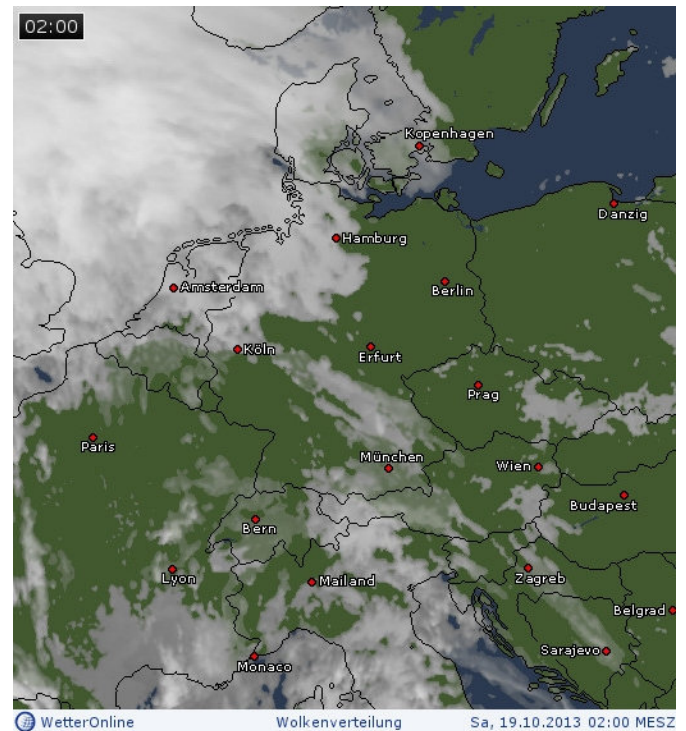 02:00
Kopenhagen
Danzig
Hamburg
Amsterdam
Berlin
Köln
Erfurt
Prag
Paris
München
Wien
Budapest
Bern
Lyon
Mailand
Zagreb
Belgrad
Sarajevo
Monaco
WetterOnline Wolkenverteilung Sa, 19.10.2013 02:00 MESZ